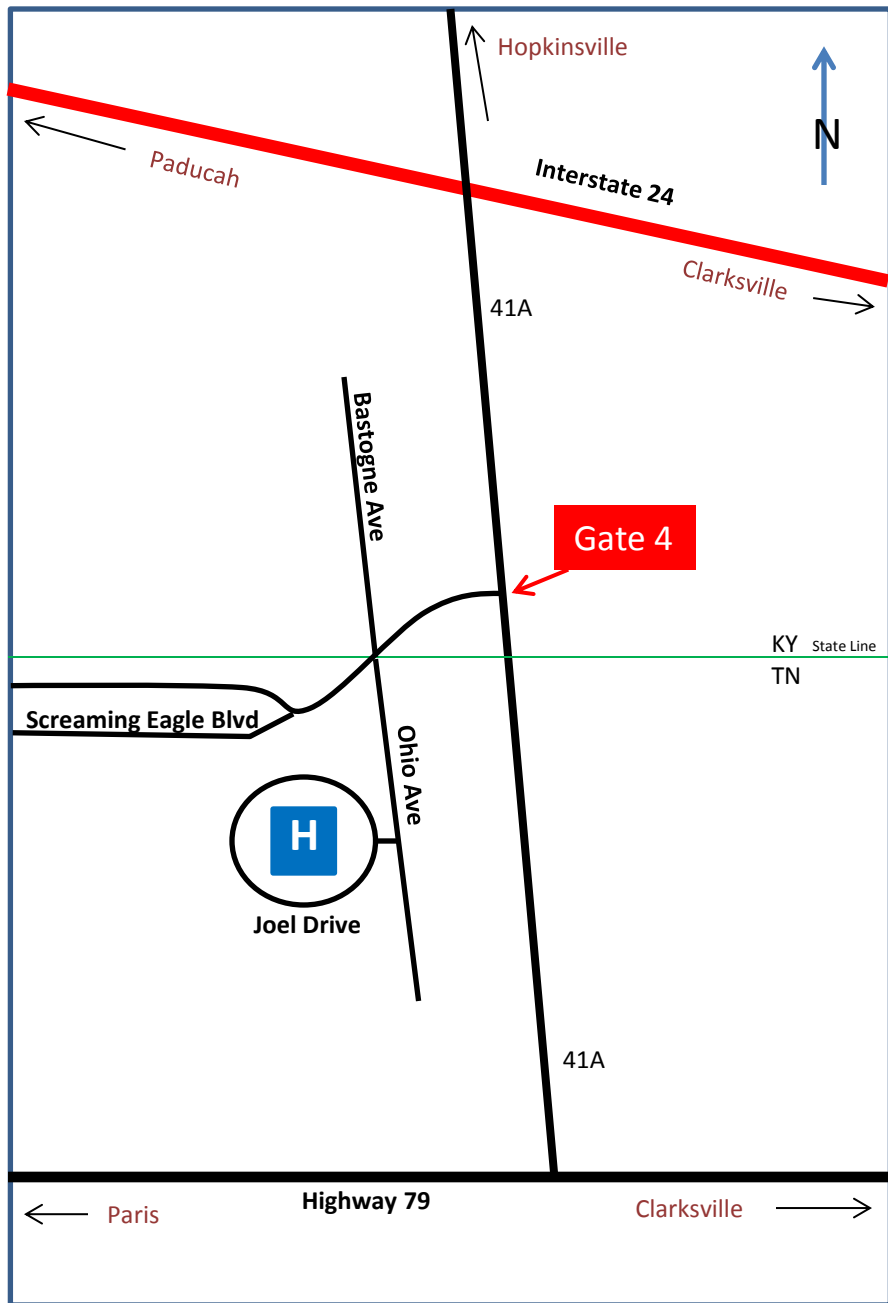 Hopkinsville
N
Paducah
Interstate 24
Clarksville
41A
Bastogne Ave
Gate 4
KY State Line
TN
Screaming Eagle Blvd
Ohio Ave
H
Joel Drive
41A
Highway 79
Paris
Clarksville